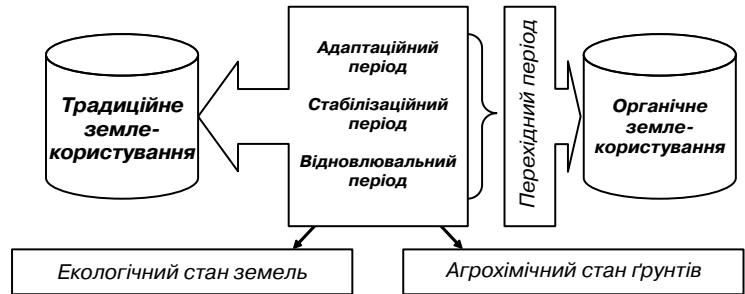 Традиційне
земле-
користування
Адаптаційний
період
Стабілізаційний
період
Відновлювальний
період
Перехідний період
Органічне
земле-
користування
Екологічний стан земель
Агрохімічний стан ґрунтів